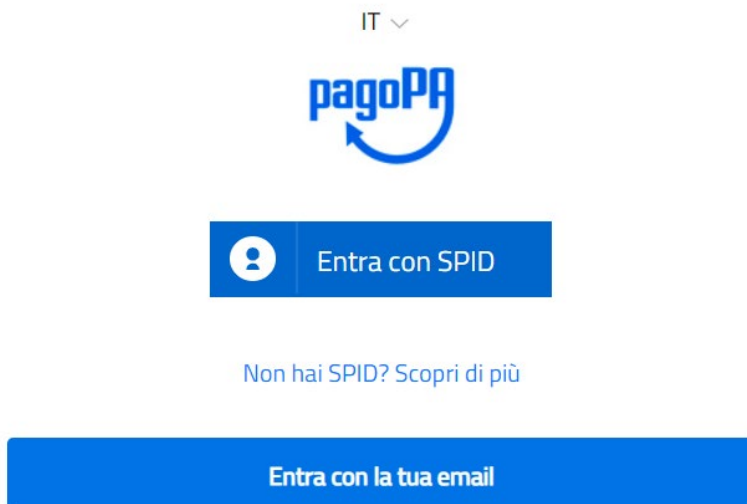 IT
pagoPA
Entra con SPID
Non hai SPID? Scopri di più
Entra con la tua email